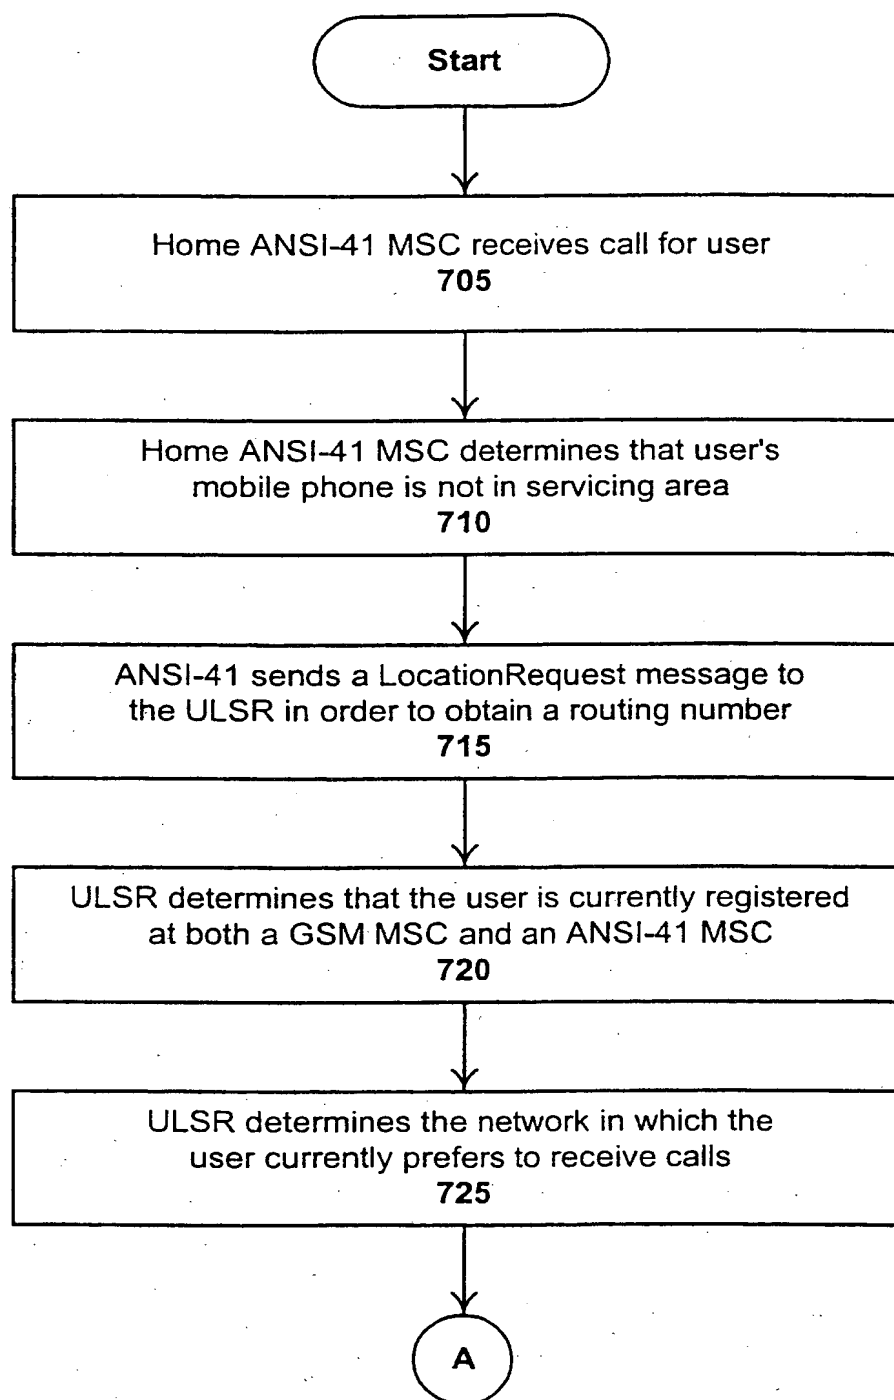 Start
Home ANSI-41 MSC receives call for user
705
Home ANSI-41 MSC determines that user's
mobile phone is not in servicing area
710
ANSI-41 sends a LocationRequest message to
the ULSR in order to obtain a routing number
715
ULSR determines that the user is currently registered
at both a GSM MSC and an ANSI-41 MSC
720
ULSR determines the network in which the
user currently prefers to receive calls
725
A